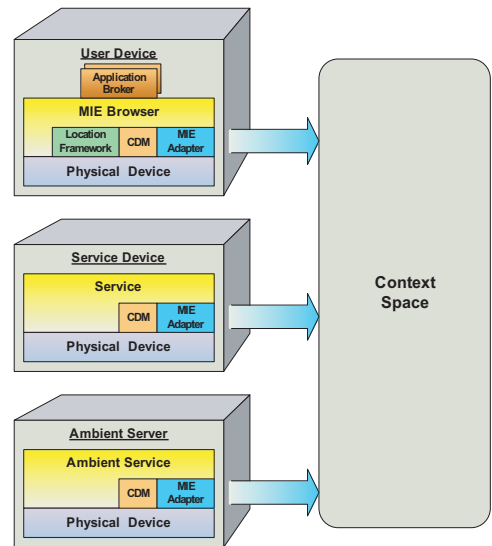 User Device
Application
Broker
MIE Browser
Location
Framework
CDM
MIE
Adapter
Physical Device
Service Device
Service
CDM
MIE
Adapter
Physical Device
Ambient Server
Ambient Service
CDM
MIE
Adapter
Physical Device
Context
Space